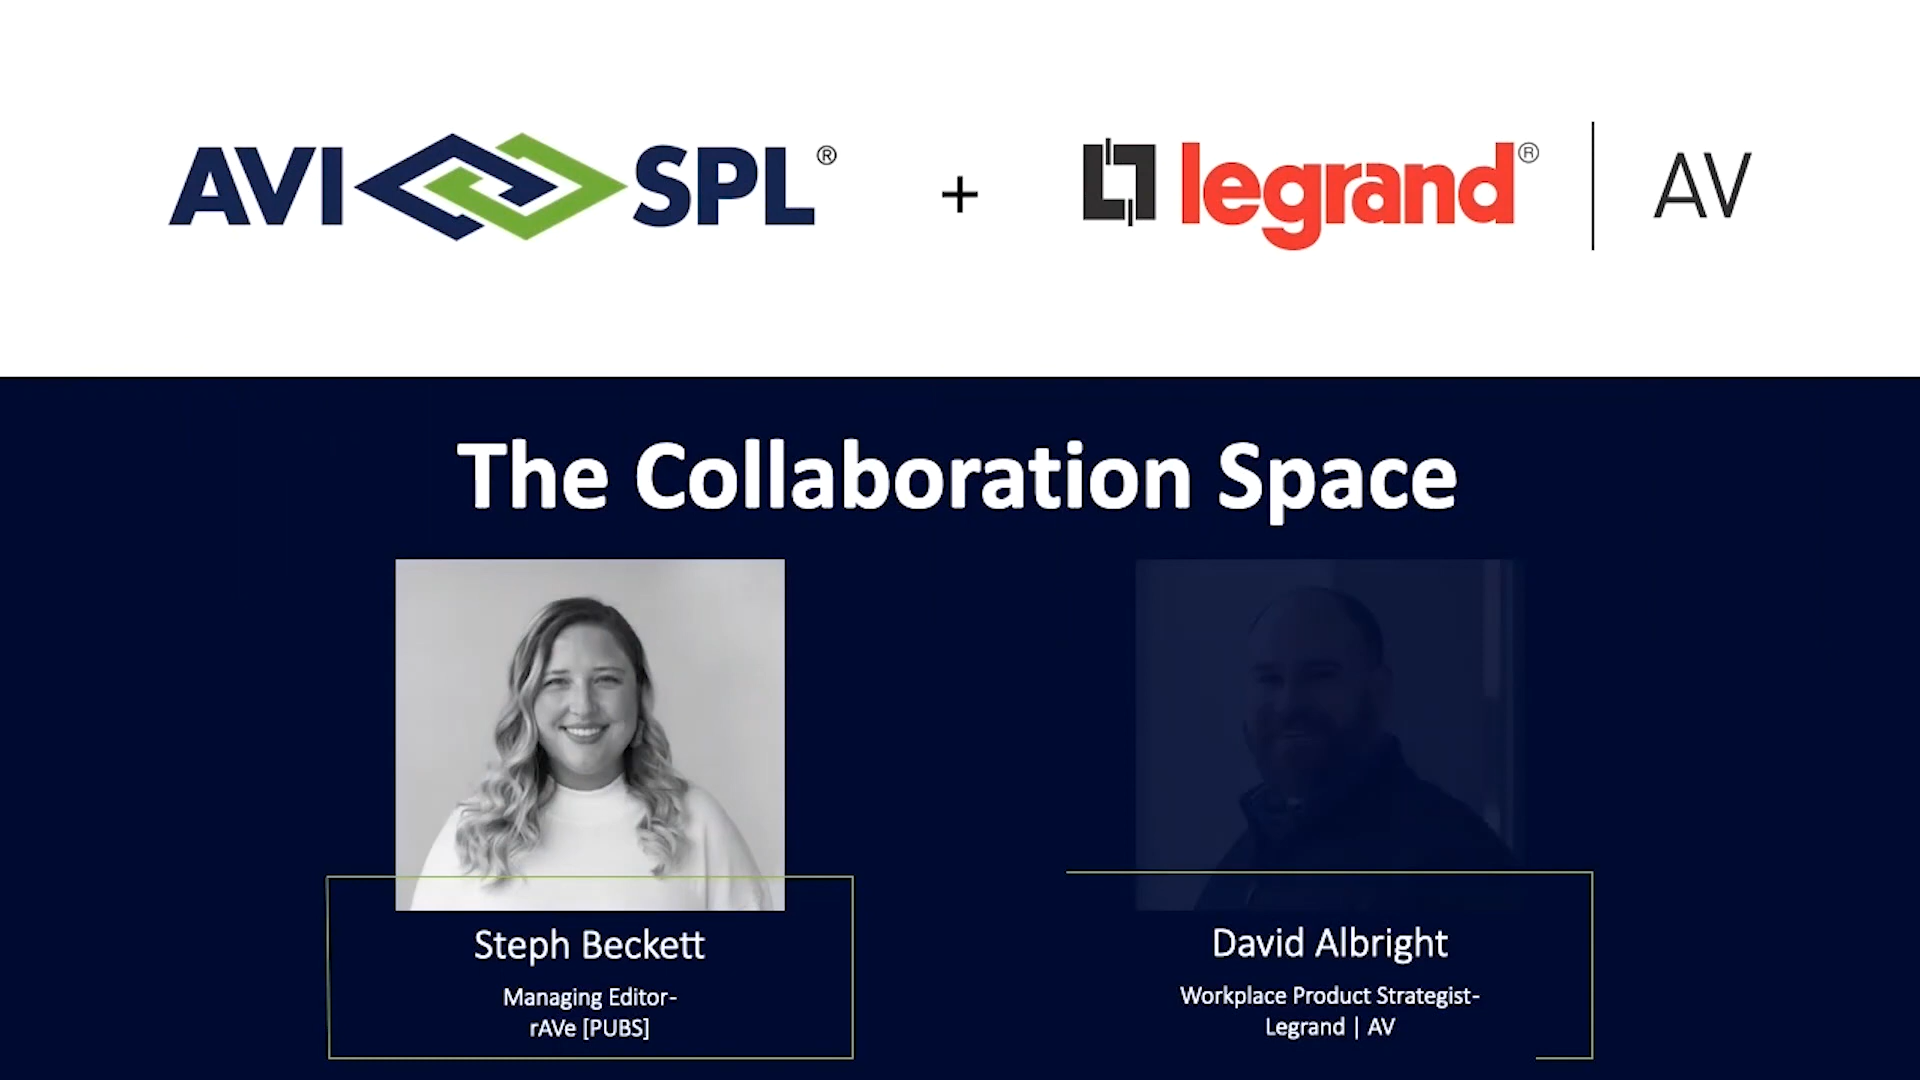 AVI SPL® + legrand® | AV
The Collaboration Space
Steph Beckett
Managing Editor-
rAVe [PUBS]
David Albright
Workplace Product Strategist-
Legrand | AV